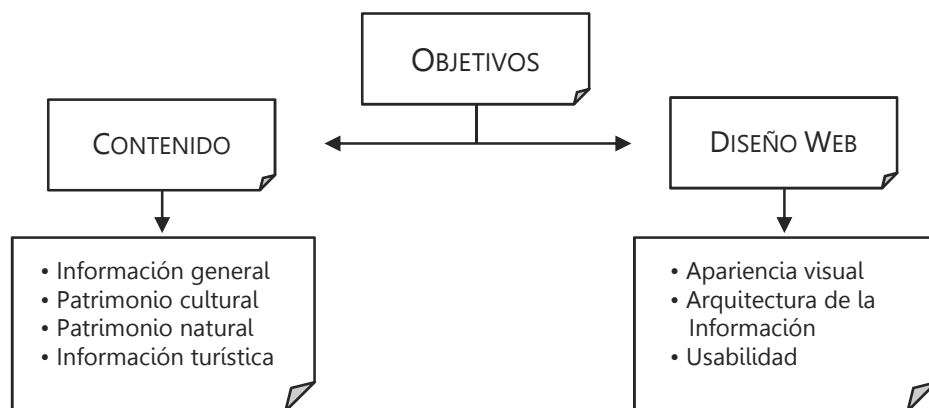 OBJETIVOS
CONTENIDO
DISEÑO WEB
• Información general
• Patrimonio cultural
• Patrimonio natural
• Información turística
• Apariencia visual
• Arquitectura de la
Información
• Usabilidad